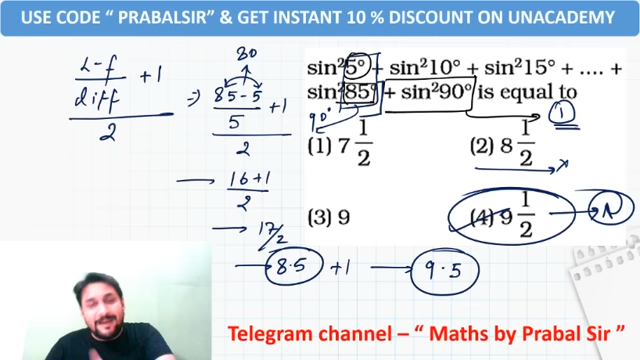 USE CODE “ PRABALSIR” & GET INSTANT 10 % DISCOUNT ON UNACADEMY
sin²5° + sin²10° + sin²15° + .... +
sin²85° + sin²90° is equal to
(1) 7 1/2
(2) 8 1/2
(3) 9
(4) 9 1/2
90°
1
L-f
diff
+1
2
80
⇒ 85-5
5
+1
2
→ 16+1
2
→ 17/2
→ 8.5 + 1 → 9.5
Telegram channel – “ Maths by Prabal Sir ”